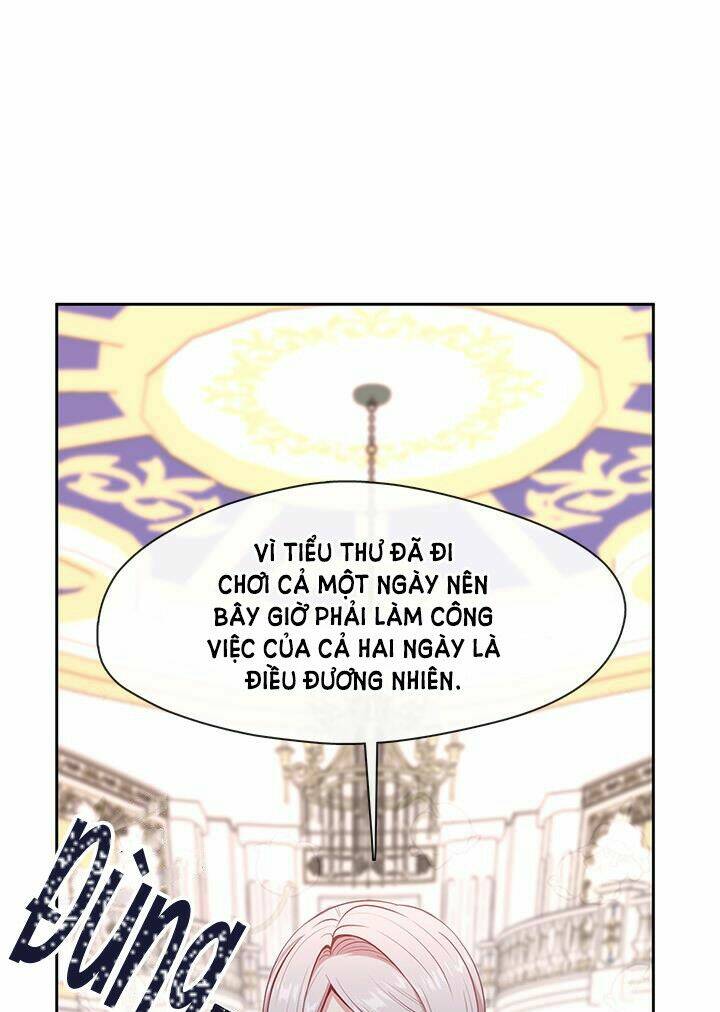 VÌ TIỂU THƯ ĐÃ ĐI
CHƠI CẢ MỘT NGÀY NÊN
BÂY GIỜ PHẢI LÀM CÔNG
VIỆC CỦA CẢ HAI NGÀY LÀ
ĐIỀU ĐƯƠNG NHIÊN.
Đùng